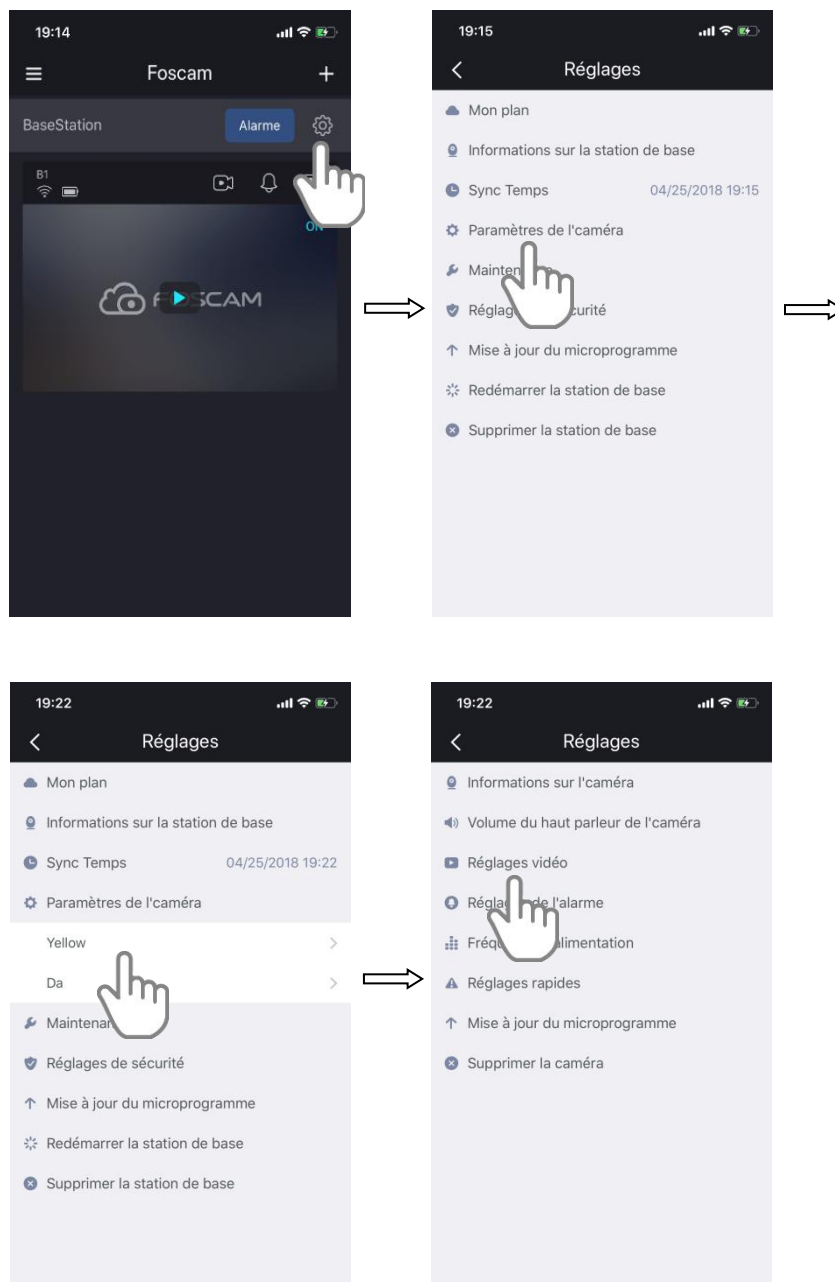 19:14
Foscam
BaseStation
Alarme
B1
ON
FOSCAM
19:15
Réglages
Mon plan
Informations sur la station de base
Sync Temps 04/25/2018 19:15
Paramètres de l'caméra
Réglages
Mise à jour du microprogramme
Redémarrer la station de base
Supprimer la station de base
19:22
Réglages
Mon plan
Informations sur la station de base
Sync Temps 04/25/2018 19:22
Paramètres de l'caméra
Yellow
Da
Réglages de sécurité
Mise à jour du microprogramme
Redémarrer la station de base
Supprimer la station de base
19:22
Réglages
Informations sur l'caméra
Volume du haut parleur de l'caméra
Réglages vidéo
de l'alarme
Réglages rapides
Mise à jour du microprogramme
Supprimer la caméra